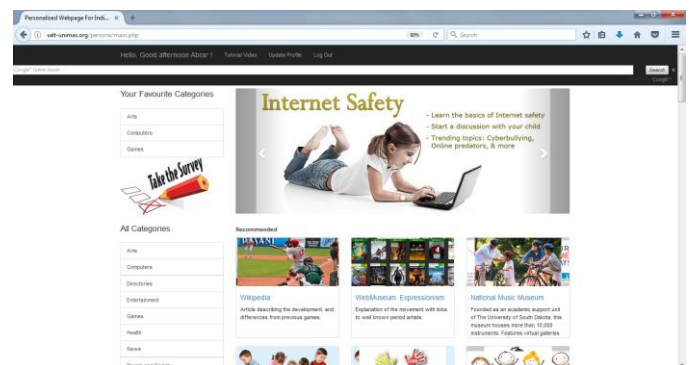 Personalised Webpage For Indi...
selt-unimas.org/persona/main.php
80%
Search
Hello, Good afternoon Abrar !
Tutorial Video
Update Profile
Log Out
Search
Your Favourite Categories
Arts
Computers
Games
Take the Survey
Internet Safety
- Learn the basics of Internet safety
- Start a discussion with your child
- Trending topics: Cyberbullying,
Online predators, & more
All Categories
Arts
Computers
Directories
Entertainment
Games
Health
News
Recommended
Wikipedia
Article describing the development, and
differences from previous games.
WebMuseum: Expressionism
Explanation of the movement with links
to well known period artists.
National Music Museum
Founded as an academic support unit
of The University of South Dakota, this
museum houses more than 10,000
instruments. Features virtual galleries